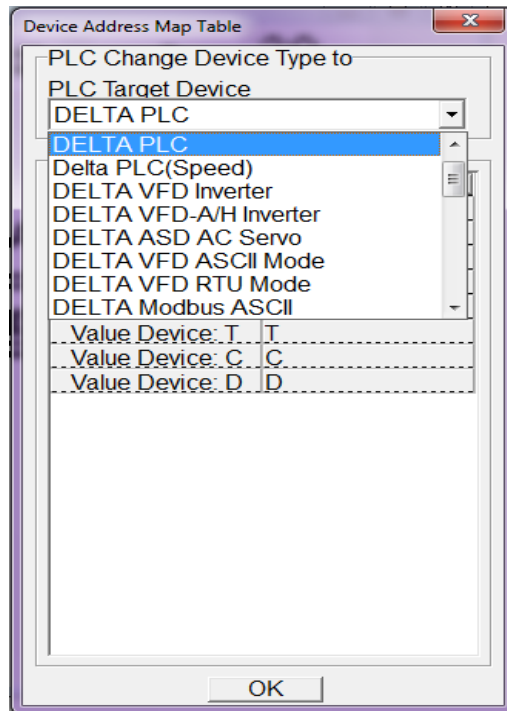 Device Address Map Table
PLC Change Device Type to
PLC Target Device
DELTA PLC
DELTA PLC
Delta PLC(Speed)
DELTA VFD Inverter
DELTA VFD-A/H Inverter
DELTA ASD AC Servo
DELTA VFD ASCII Mode
DELTA VFD RTU Mode
DELTA Modbus ASCII
Value Device: T T
Value Device: C C
Value Device: D D
OK